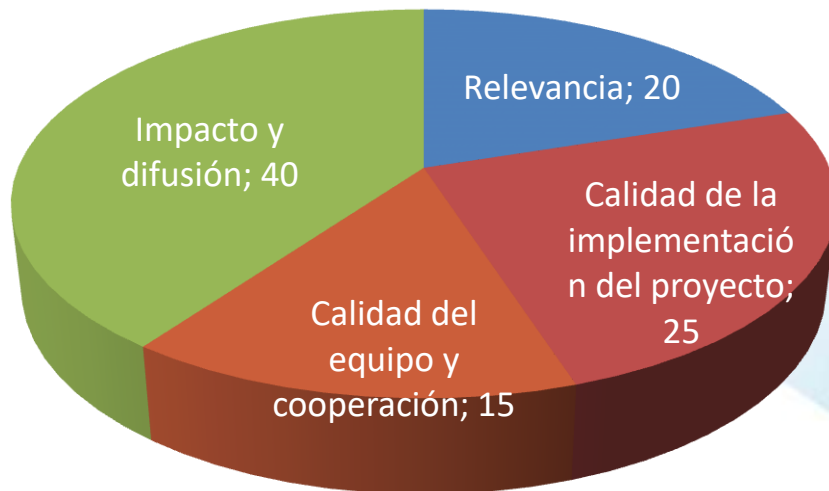 Relevancia; 20
Impacto y
difusión; 40
Calidad de la
implementació
n del proyecto;
25
Calidad del
equipo y
cooperación; 15